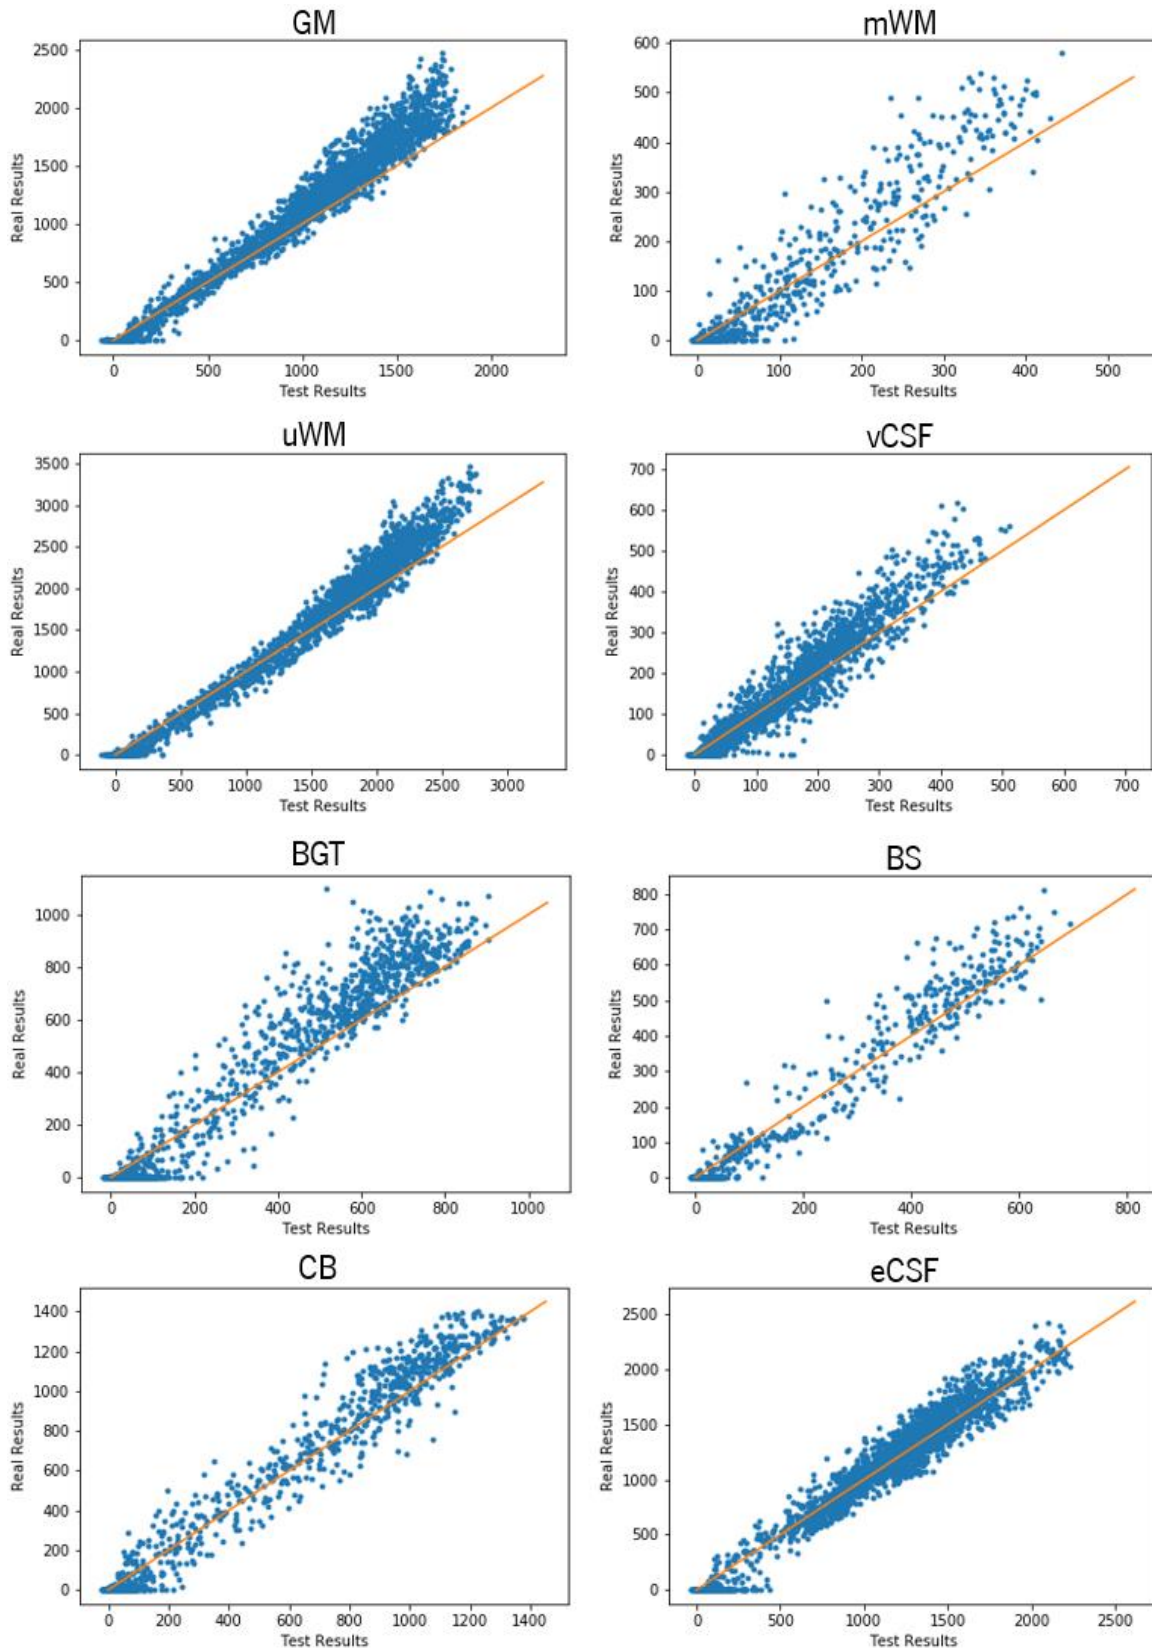 GM
2500
2000
1500
1000
500
0
Real Results
0 500 1000 1500 2000
Test Results
mWM
600
500
400
300
200
100
0
Real Results
0 100 200 300 400 500
Test Results
uWM
3500
3000
2500
2000
1500
1000
500
0
Real Results
0 500 1000 1500 2000 2500 3000
Test Results
vCSF
700
600
500
400
300
200
100
0
Real Results
0 100 200 300 400 500 600 700
Test Results
BGT
1000
800
600
400
200
0
Real Results
0 200 400 600 800 1000
Test Results
BS
800
700
600
500
400
300
200
100
0
Real Results
0 200 400 600 800
Test Results
CB
1400
1200
1000
800
600
400
200
0
Real Results
0 200 400 600 800 1000 1200 1400
Test Results
eCSF
2500
2000
1500
1000
500
0
Real Results
0 500 1000 1500 2000 2500
Test Results